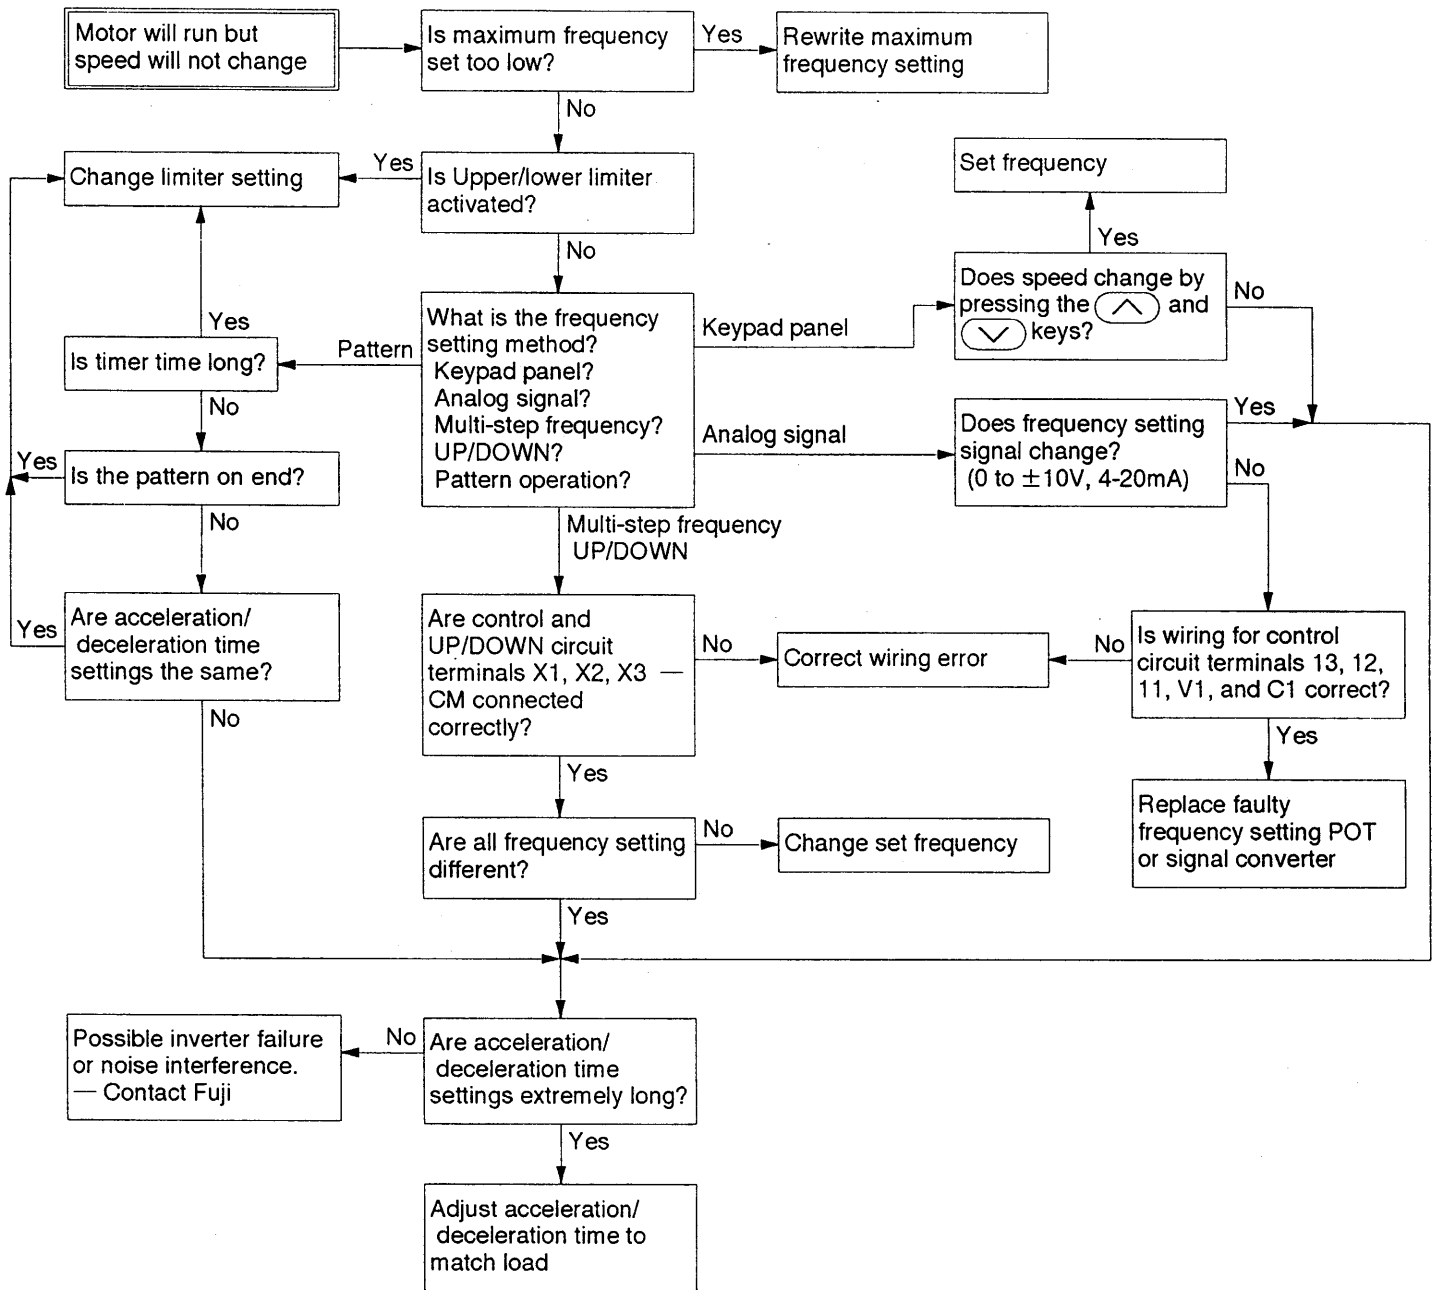 Motor will run but
speed will not change
Is maximum frequency
set too low?
Yes
Rewrite maximum
frequency setting
No
Change limiter setting
Yes
Is Upper/lower limiter
activated?
No
Set frequency
Yes
Does speed change by
pressing the and
keys?
No
What is the frequency
setting method?
Keypad panel?
Analog signal?
Multi-step frequency?
UP/DOWN?
Pattern operation?
Keypad panel
Pattern
Yes
Is timer time long?
No
Analog signal
Does frequency setting
signal change?
(0 to ±10V, 4-20mA)
Yes
No
Yes
Is the pattern on end?
No
Multi-step frequency
UP/DOWN
Yes
Are acceleration/
deceleration time
settings the same?
No
Are control and
UP/DOWN circuit
terminals X1, X2, X3 —
CM connected
correctly?
No
Correct wiring error
No
Is wiring for control
circuit terminals 13, 12,
11, V1, and C1 correct?
Yes
Yes
Replace faulty
frequency setting POT
or signal converter
Are all frequency setting
different?
No
Change set frequency
Yes
Possible inverter failure
or noise interference.
— Contact Fuji
No
Are acceleration/
deceleration time
settings extremely long?
Yes
Adjust acceleration/
deceleration time to
match load